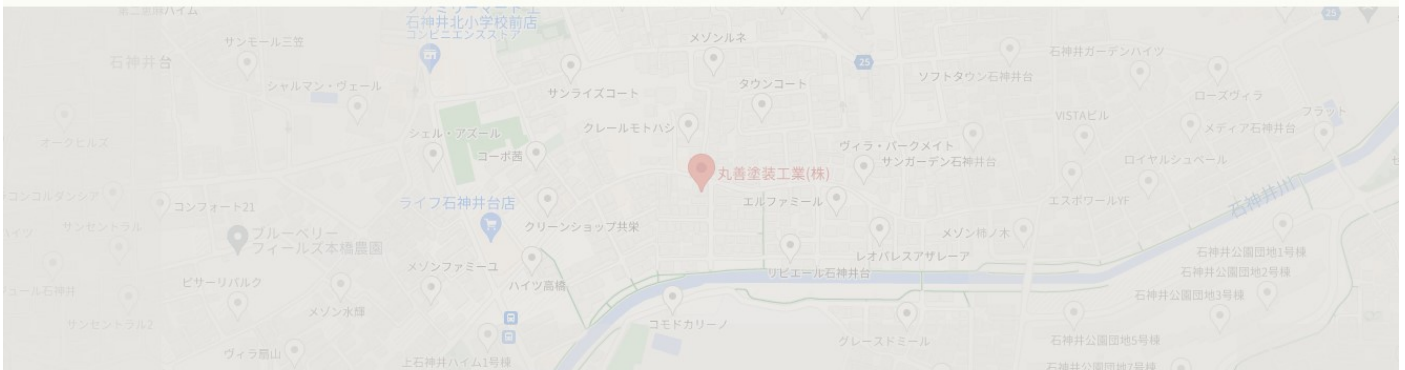 第二恵湖ハイム
ファミリーマート 王
石神井北小学校前店
コンビニエンスストア
サンモール三笠
石神井台
シャルマン・ヴェール
メゾンルネ
25
25
石神井ガーデンハイツ
ソフトタウン石神井台
サンライズコート
タウンコート
ローズヴィラ
フラット
VISTAビル
メディア石神井台
オークヒルズ
シェル・アズール
クレールモトハシ
コーポ茜
ヴィラ・パークメイト
サンガーデン石神井台
ロイヤルシュペール
丸善塗装工業(株)
コンコルダンシア
コンフォート21
ライフ石神井台店
エルファミール
エスポワールYF
石神井川
サンセントラル
ハイツ
ブルーベリー
フィールズ本橋農園
クリーンショップ共栄
メゾン柿ノ木
レオパレスアザレーア
石神井公園団地1号棟
メゾンファミーユ
ハイツ高橋
リビエール石神井台
石神井公園団地2号棟
ピサーリパルク
ュール石神井
石神井公園団地3号棟
メゾン水輝
サンセントラル2
コモドカリーノ
グレースドミール
石神井公園団地5号棟
ヴィラ扇山
上石神井ハイム1号棟
石神井公園団地7号棟